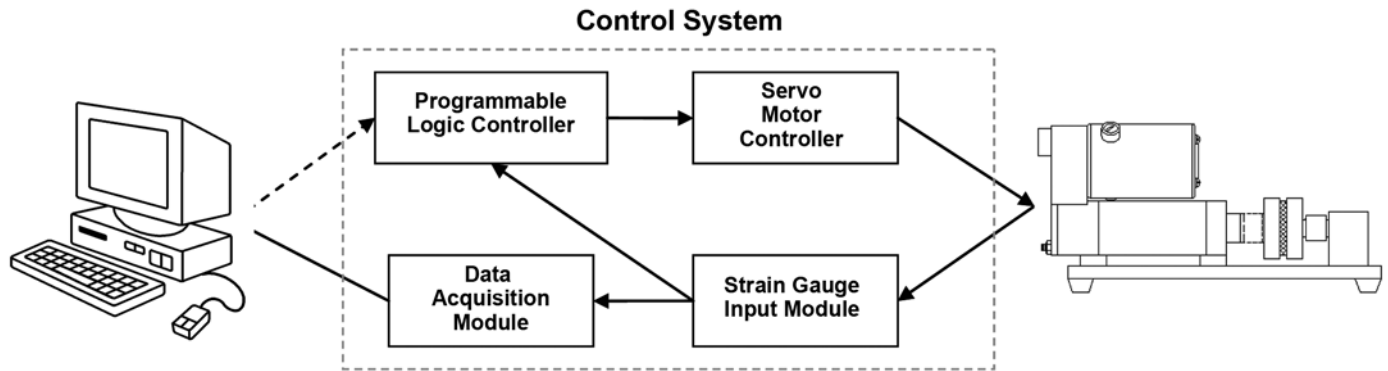 Control System
Programmable
Logic Controller
Servo
Motor
Controller
Data
Acquisition
Module
Strain Gauge
Input Module